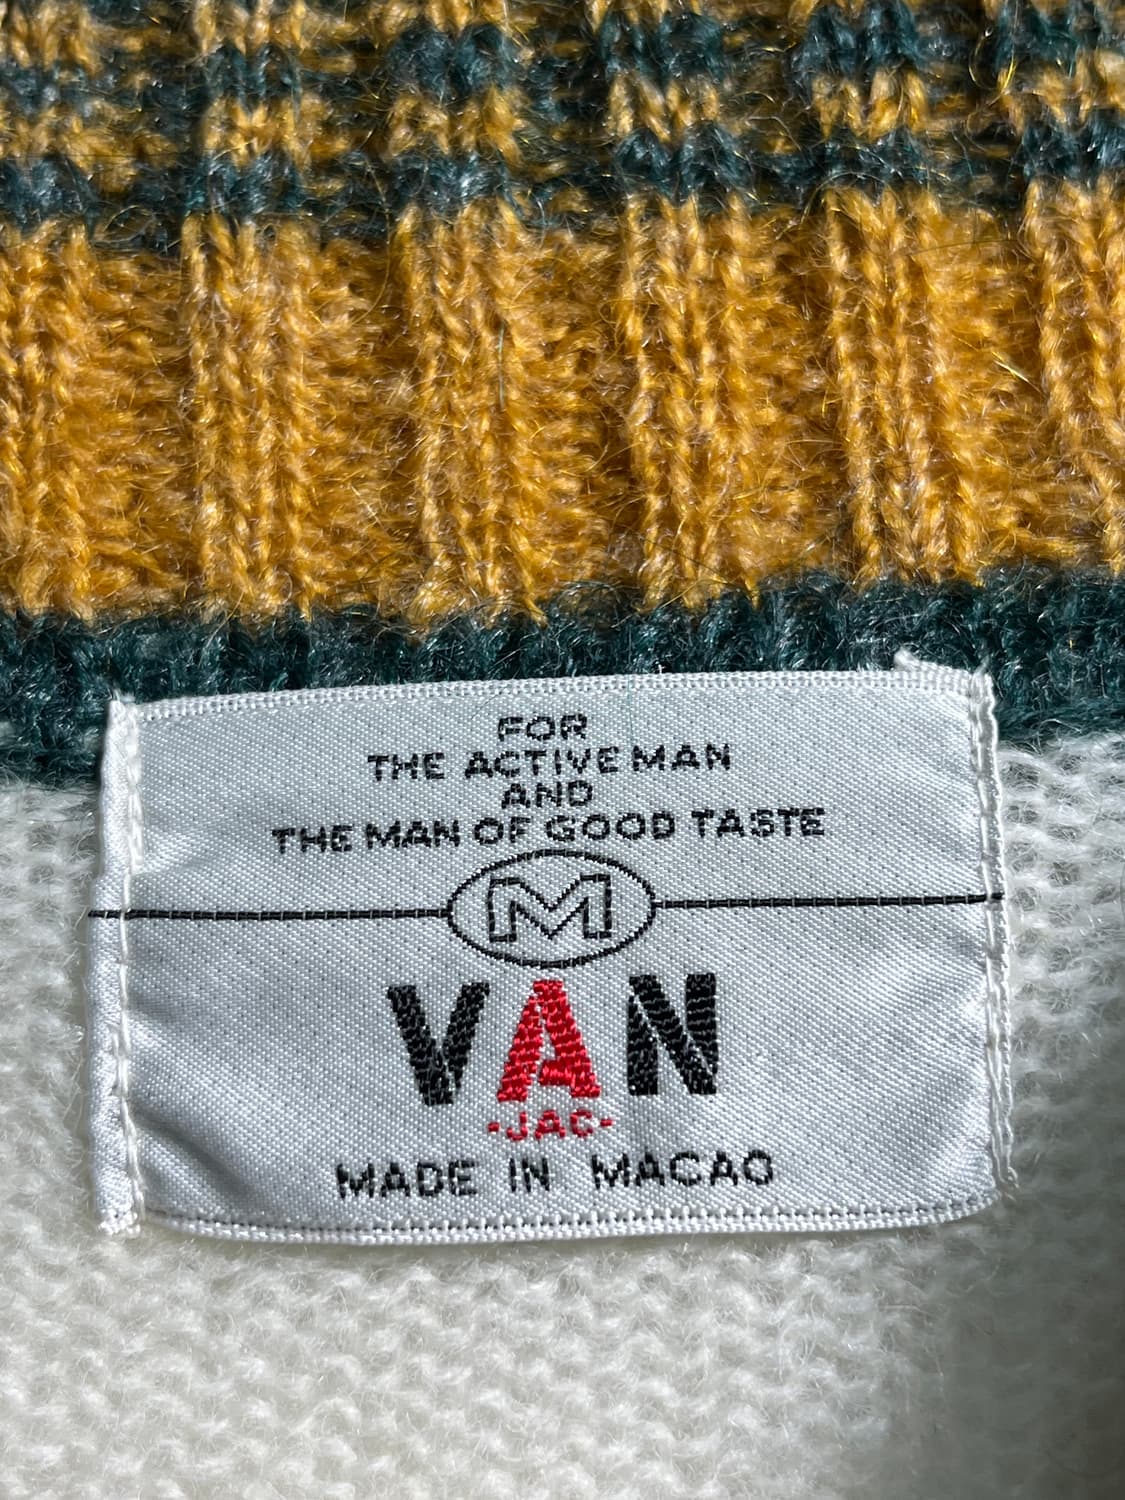 FOR
THE ACTIVE MAN
AND
THE MAN OF GOOD TASTE
M
VAN
-JAC-
MADE IN MACAO